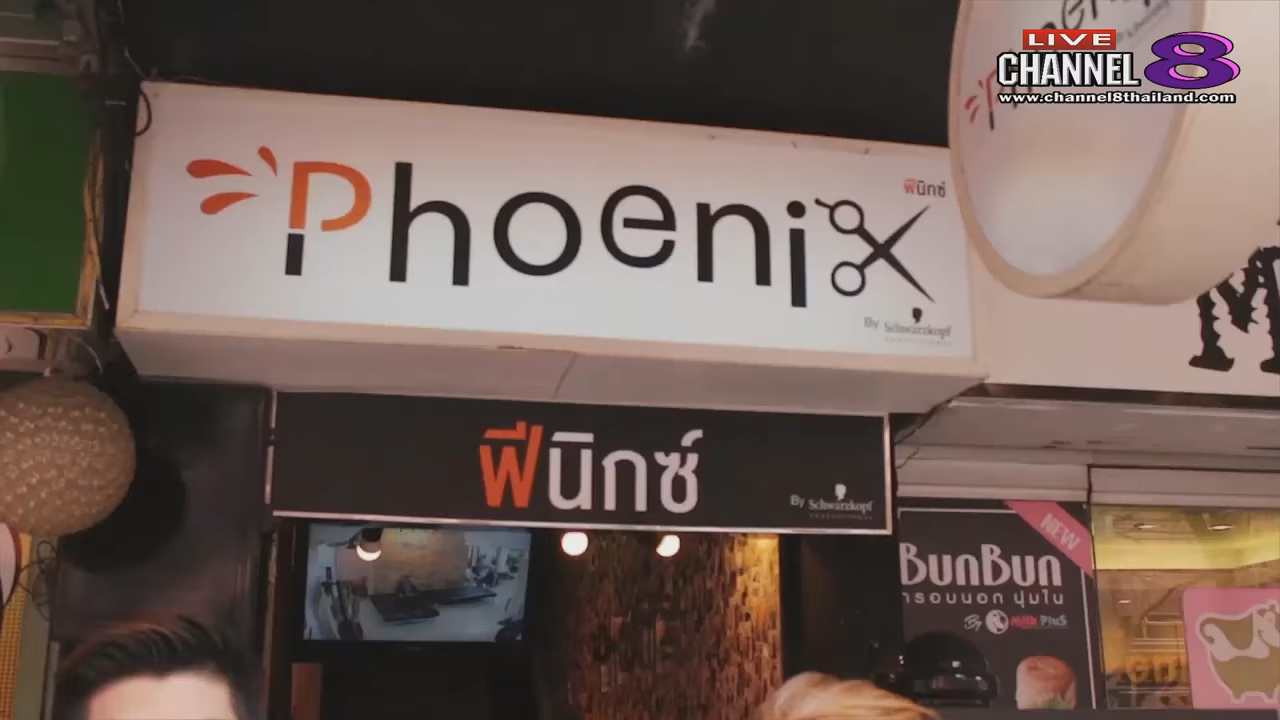 LIVE
CHANNEL 8
www.channel8thailand.com
Phoenix
ฟีนิกซ์
By Schwarzkopf
ฟีนิกซ์
By Schwarzkopf
NEW
BunBun
กรอบนอก นุ่มใน
By Milk Plus